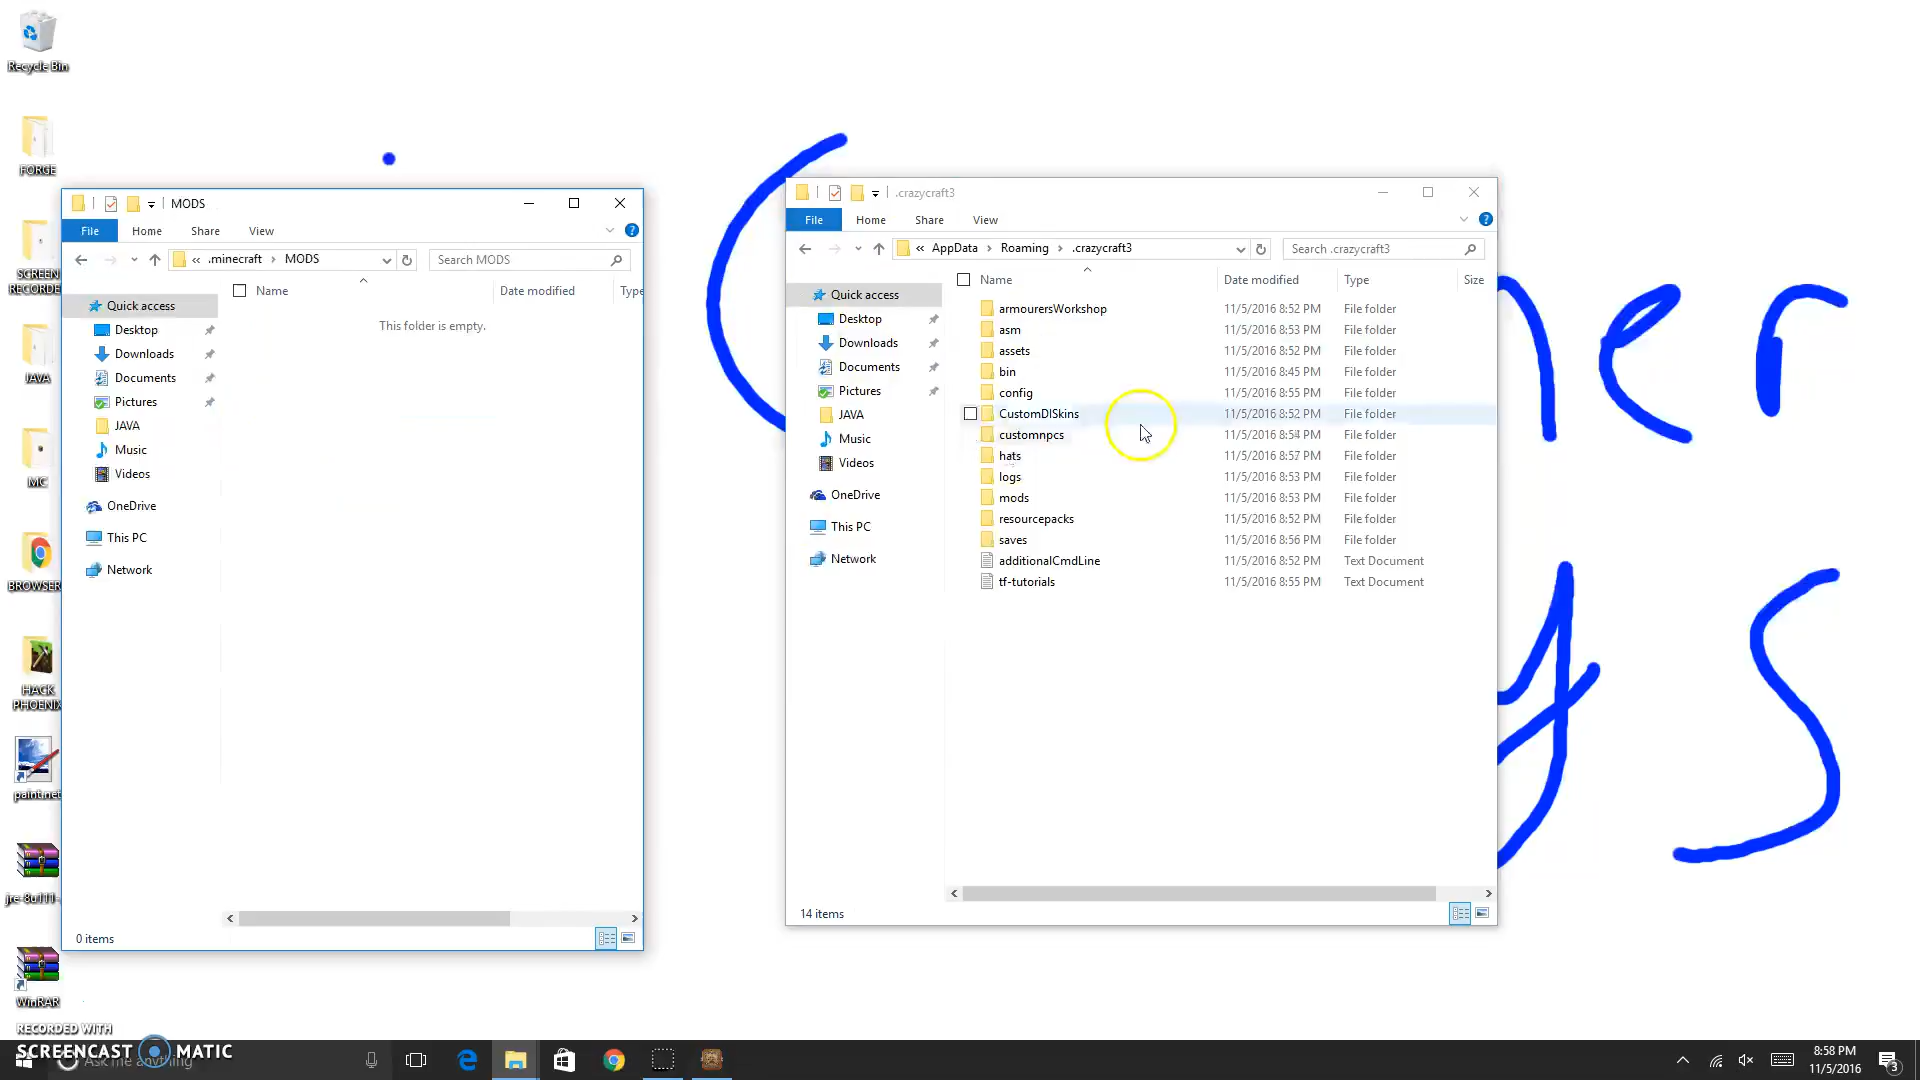 Recycle Bin
FORGE
SCREEN
RECORDER
JAVA
MC
BROWSER
HACK
PHOENIX
paint.net
jre-8u111-
WinRAR
MODS
File Home Share View
« .minecraft › MODS
Search MODS
Name Date modified Type
This folder is empty.
Quick access
Desktop
Downloads
Documents
Pictures
JAVA
Music
Videos
OneDrive
This PC
Network
0 items
.crazycraft3
File Home Share View
« AppData › Roaming › .crazycraft3
Search .crazycraft3
Name Date modified Type Size
Quick access
Desktop
Downloads
Documents
Pictures
JAVA
Music
Videos
OneDrive
This PC
Network
armourersWorkshop 11/5/2016 8:52 PM File folder
asm 11/5/2016 8:53 PM File folder
assets 11/5/2016 8:52 PM File folder
bin 11/5/2016 8:45 PM File folder
config 11/5/2016 8:55 PM File folder
CustomDISkins 11/5/2016 8:52 PM File folder
customnpcs 11/5/2016 8:54 PM File folder
hats 11/5/2016 8:57 PM File folder
logs 11/5/2016 8:53 PM File folder
mods 11/5/2016 8:53 PM File folder
resourcepacks 11/5/2016 8:52 PM File folder
saves 11/5/2016 8:56 PM File folder
additionalCmdLine 11/5/2016 8:52 PM Text Document
tf-tutorials 11/5/2016 8:55 PM Text Document
14 items
er
y s
RECORDED WITH
SCREENCAST MATIC
Ask me anything
8:58 PM
11/5/2016
3